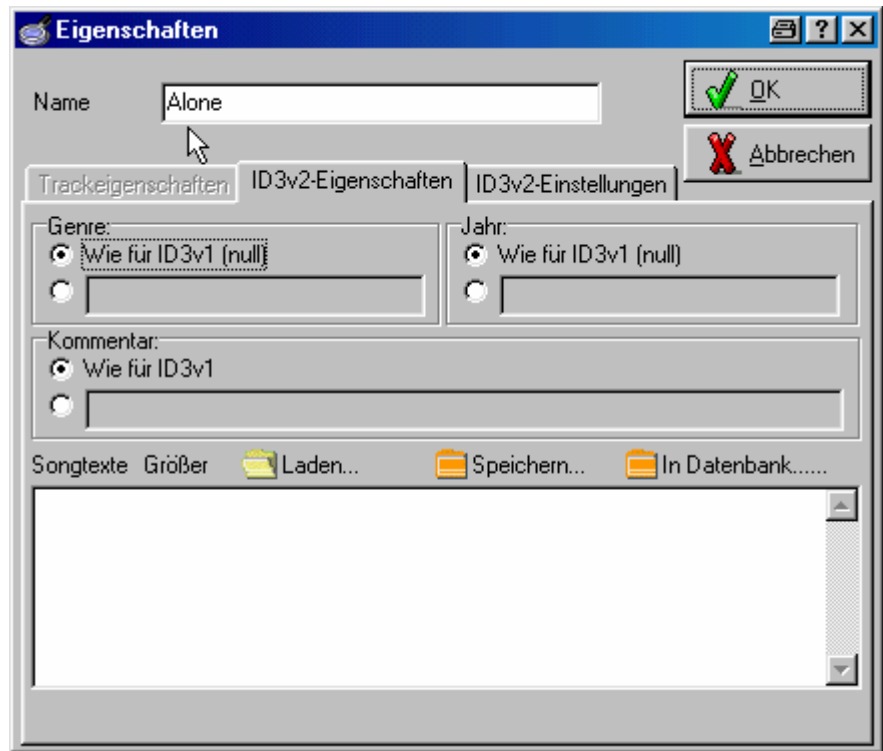 Eigenschaften
Name Alone
OK
Abbrechen
Trackeigenschaften ID3v2-Eigenschaften ID3v2-Einstellungen
Genre: Jahr:
Wie für ID3v1 (null) Wie für ID3v1 (null)
Kommentar:
Wie für ID3v1
Songtexte Größer Laden... Speichern... In Datenbank......